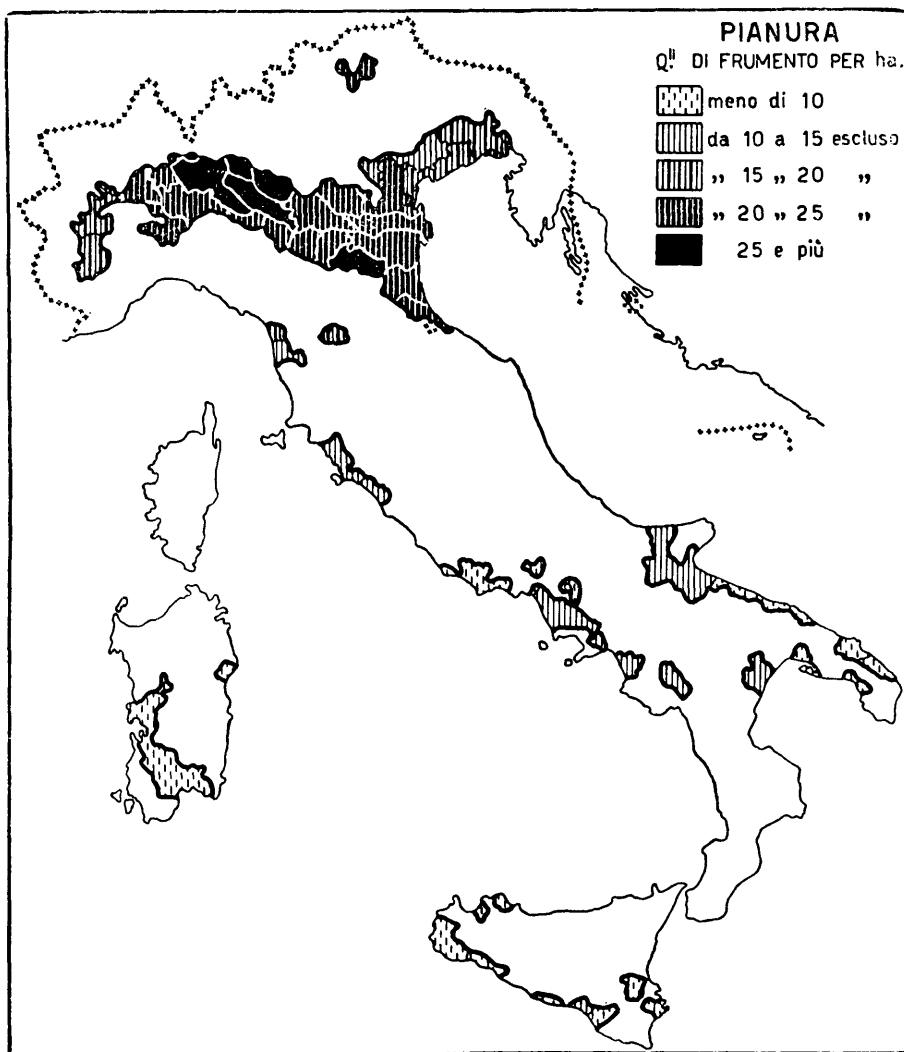 PIANURA
Q.li DI FRUMENTO PER ha.
meno di 10
da 10 a 15 escluso
„ 15 „ 20 „
„ 20 „ 25 „
25 e più